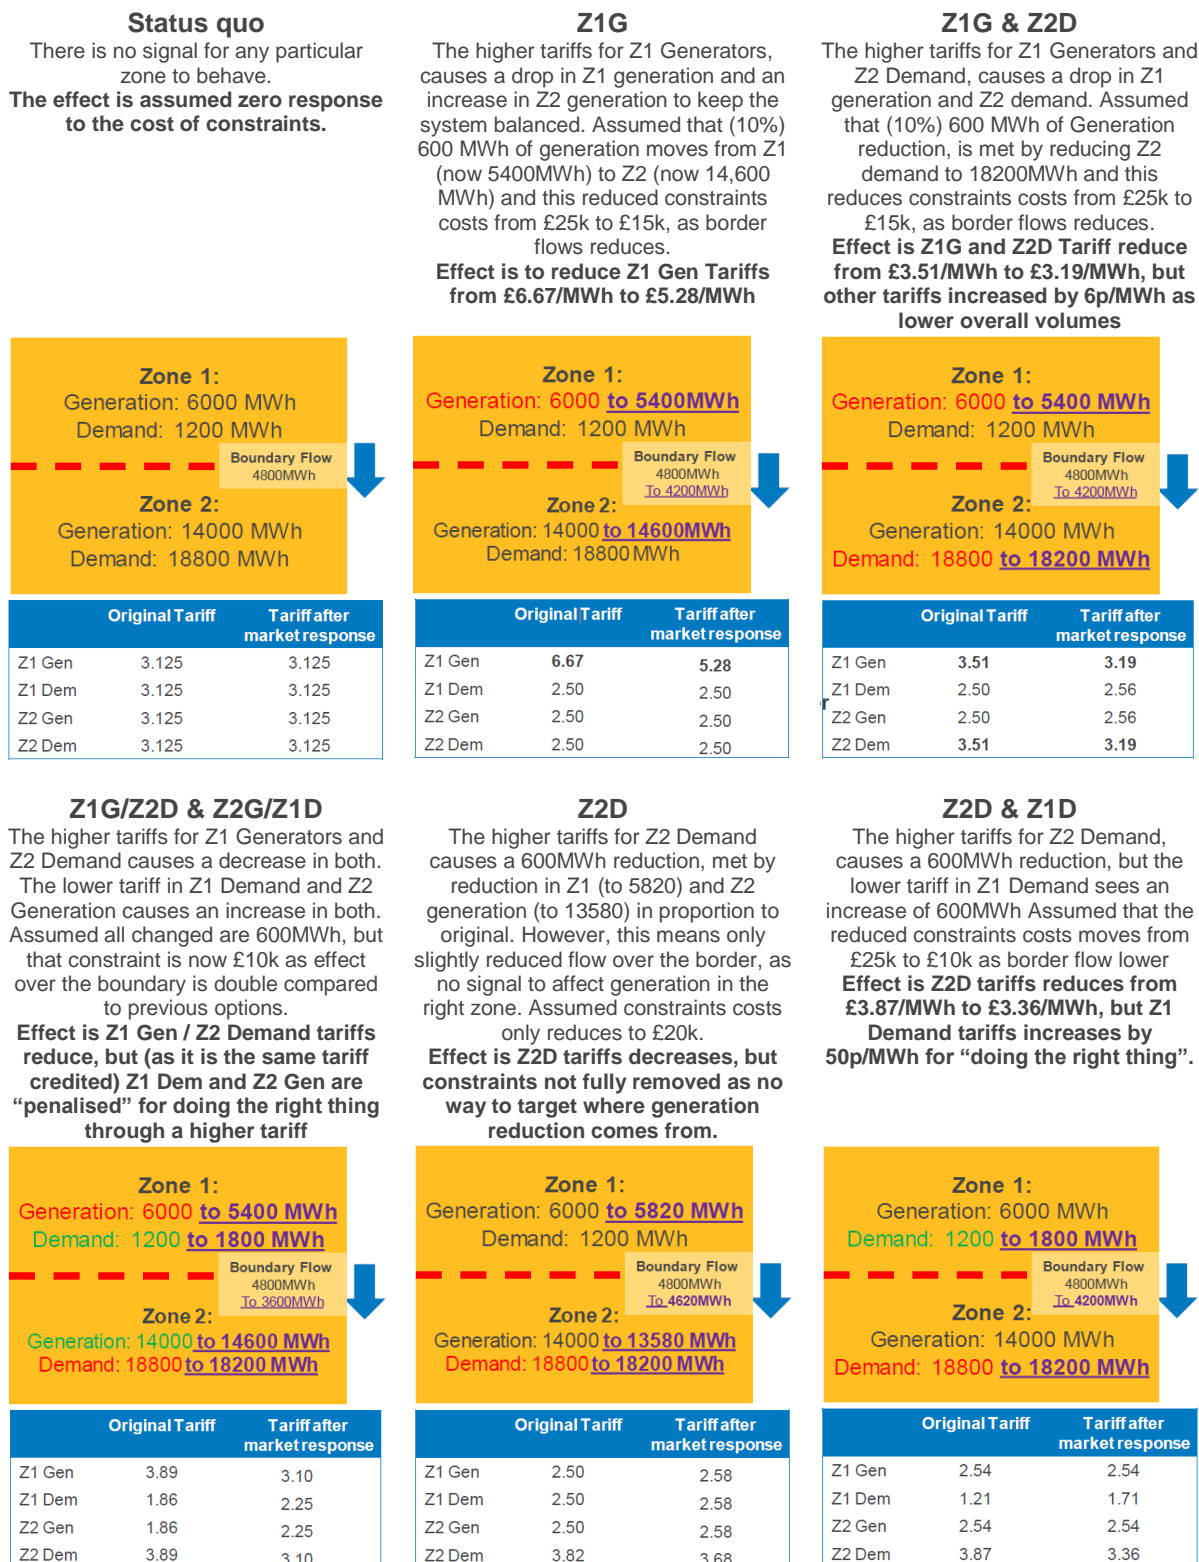 Status quo
There is no signal for any particular
zone to behave.
The effect is assumed zero response
to the cost of constraints.
Zone 1:
Generation: 6000 MWh
Demand: 1200 MWh
Boundary Flow
4800MWh
Zone 2:
Generation: 14000 MWh
Demand: 18800 MWh
Original Tariff Tariff after
market response
Z1 Gen 3.125 3.125
Z1 Dem 3.125 3.125
Z2 Gen 3.125 3.125
Z2 Dem 3.125 3.125
Z1G
The higher tariffs for Z1 Generators,
causes a drop in Z1 generation and an
increase in Z2 generation to keep the
system balanced. Assumed that (10%)
600 MWh of generation moves from Z1
(now 5400MWh) to Z2 (now 14,600
MWh) and this reduced constraints
costs from £25k to £15k, as border
flows reduces.
Effect is to reduce Z1 Gen Tariffs
from £6.67/MWh to £5.28/MWh
Zone 1:
Generation: 6000 to 5400MWh
Demand: 1200 MWh
Boundary Flow
4800MWh
To 4200MWh
Zone 2:
Generation: 14000 to 14600MWh
Demand: 18800MWh
Original Tariff Tariff after
market response
Z1 Gen 6.67 5.28
Z1 Dem 2.50 2.50
Z2 Gen 2.50 2.50
Z2 Dem 2.50 2.50
Z1G & Z2D
The higher tariffs for Z1 Generators and
Z2 Demand, causes a drop in Z1
generation and Z2 demand. Assumed
that (10%) 600 MWh of Generation
reduction, is met by reducing Z2
demand to 18200MWh and this
reduces constraints costs from £25k to
£15k, as border flows reduces.
Effect is Z1G and Z2D Tariff reduce
from £3.51/MWh to £3.19/MWh, but
other tariffs increased by 6p/MWh as
lower overall volumes
Zone 1:
Generation: 6000 to 5400 MWh
Demand: 1200 MWh
Boundary Flow
4800MWh
To 4200MWh
Zone 2:
Generation: 14000 MWh
Demand: 18800 to 18200 MWh
Original Tariff Tariff after
market response
Z1 Gen 3.51 3.19
Z1 Dem 2.50 2.56
Z2 Gen 2.50 2.56
Z2 Dem 3.51 3.19
Z1G/Z2D & Z2G/Z1D
The higher tariffs for Z1 Generators and
Z2 Demand causes a decrease in both.
The lower tariff in Z1 Demand and Z2
Generation causes an increase in both.
Assumed all changed are 600MWh, but
that constraint is now £10k as effect
over the boundary is double compared
to previous options.
Effect is Z1 Gen / Z2 Demand tariffs
reduce, but (as it is the same tariff
credited) Z1 Dem and Z2 Gen are
“penalised” for doing the right thing
through a higher tariff
Zone 1:
Generation: 6000 to 5400 MWh
Demand: 1200 to 1800 MWh
Boundary Flow
4800MWh
To 3600MWh
Zone 2:
Generation: 14000 to 14600 MWh
Demand: 18800 to 18200 MWh
Original Tariff Tariff after
market response
Z1 Gen 3.89 3.10
Z1 Dem 1.86 2.25
Z2 Gen 1.86 2.25
Z2 Dem 3.89 3.10
Z2D
The higher tariffs for Z2 Demand
causes a 600MWh reduction, met by
reduction in Z1 (to 5820) and Z2
generation (to 13580) in proportion to
original. However, this means only
slightly reduced flow over the border, as
no signal to affect generation in the
right zone. Assumed constraints costs
only reduces to £20k.
Effect is Z2D tariffs decreases, but
constraints not fully removed as no
way to target where generation
reduction comes from.
Zone 1:
Generation: 6000 to 5820 MWh
Demand: 1200 MWh
Boundary Flow
4800MWh
To 4620MWh
Zone 2:
Generation: 14000 to 13580 MWh
Demand: 18800 to 18200 MWh
Original Tariff Tariff after
market response
Z1 Gen 2.50 2.58
Z1 Dem 2.50 2.58
Z2 Gen 2.50 2.58
Z2 Dem 3.82 3.68
Z2D & Z1D
The higher tariffs for Z2 Demand,
causes a 600MWh reduction, but the
lower tariff in Z1 Demand sees an
increase of 600MWh Assumed that the
reduced constraints costs moves from
£25k to £10k as border flow lower
Effect is Z2D tariffs reduces from
£3.87/MWh to £3.36/MWh, but Z1
Demand tariffs increases by
50p/MWh for “doing the right thing”.
Zone 1:
Generation: 6000 MWh
Demand: 1200 to 1800 MWh
Boundary Flow
4800MWh
To 4200MWh
Zone 2:
Generation: 14000 MWh
Demand: 18800 to 18200 MWh
Original Tariff Tariff after
market response
Z1 Gen 2.54 2.54
Z1 Dem 1.21 1.71
Z2 Gen 2.54 2.54
Z2 Dem 3.87 3.36